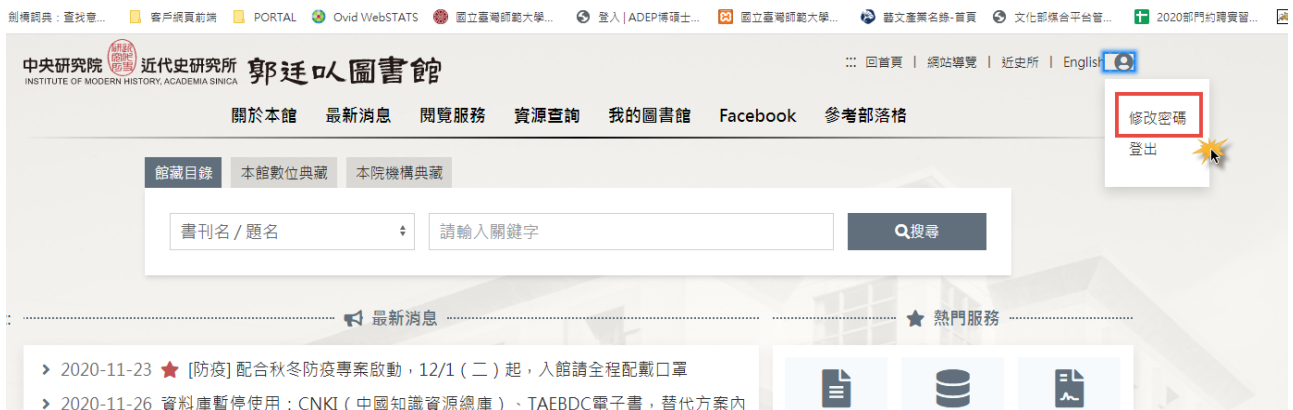 劍橋詞典：查找意... 客戶網頁前端 PORTAL Ovid WebSTATS 國立臺灣師範大學... 登入 | ADEP博碩士... 國立臺灣師範大學... 藝文產業名錄-首頁 文化部媒合平台管... 2020部門約聘實習...
中央研究院 近代史研究所 郭廷以圖書館
INSTITUTE OF MODERN HISTORY, ACADEMIA SINICA
::: 回首頁 | 網站導覽 | 近史所 | English
關於本館 最新消息 閱覽服務 資源查詢 我的圖書館 Facebook 參考部落格
修改密碼
登出
館藏目錄 本館數位典藏 本院機構典藏
書刊名 / 題名 請輸入關鍵字 搜尋
最新消息 熱門服務
2020-11-23 [防疫] 配合秋冬防疫專案啟動，12/1（二）起，入館請全程配戴口罩
2020-11-26 資料庫暫停使用：CNKI（中國知識資源總庫）、TAEBDC電子書，替代方案內